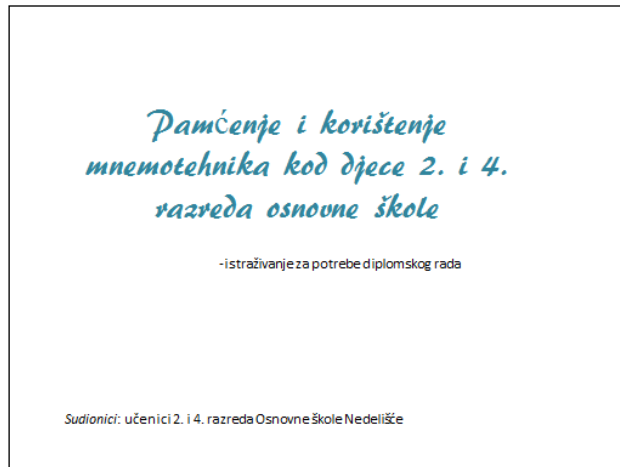 Pamćenje i korištenje
mnemotehnika kod djece 2. i 4.
razreda osnovne škole
-istraživanje za potrebe diplomskog rada
Sudionici: učenici 2. i 4. razreda Osnovne škole Nedelišće